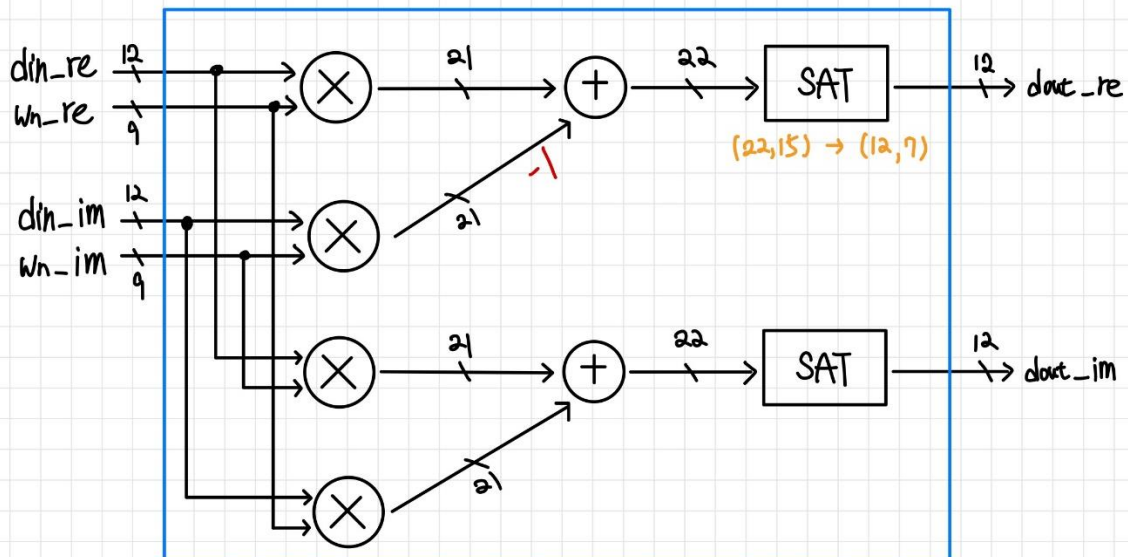 din_re 12
wn_re 9
21
22
SAT
12 dout_re
(22,15) → (12,7)
-1
21
din_im 12
wn_im 9
21
22
SAT
12 dout_im
21